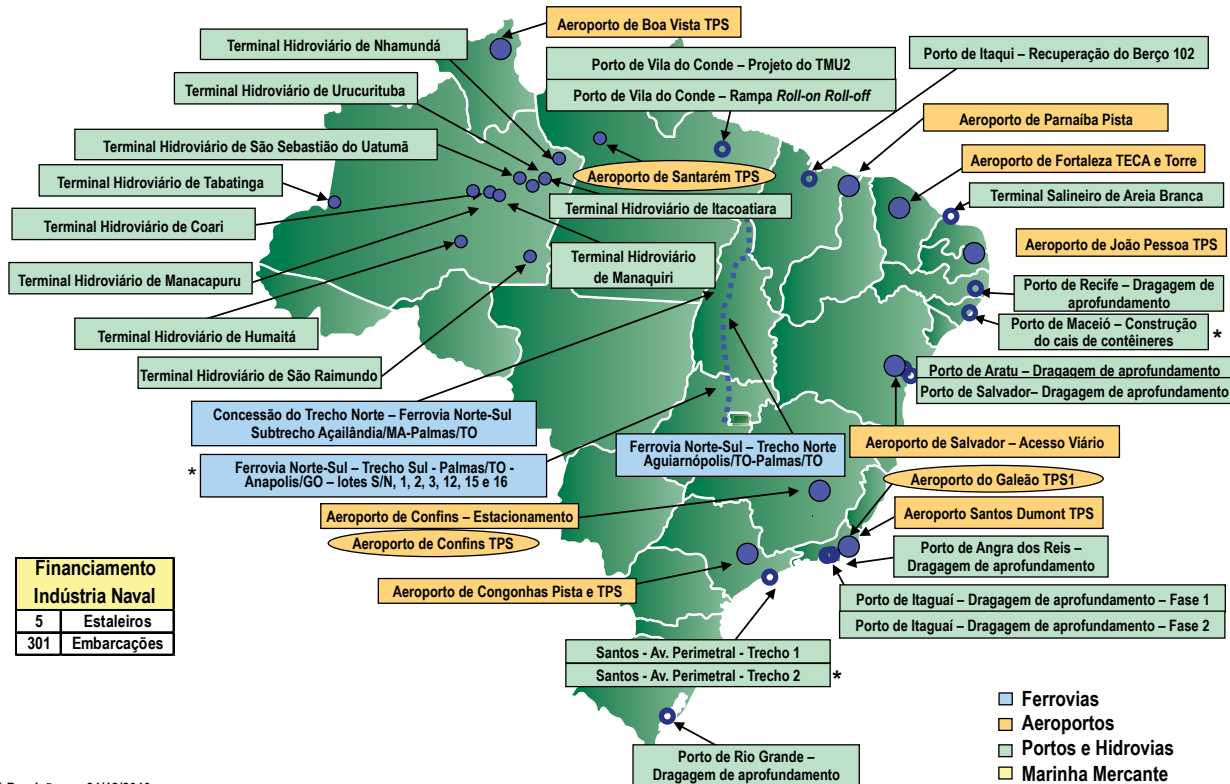 Aeroporto de Boa Vista TPS
Terminal Hidroviário de Nhamundá
Porto de Vila do Conde – Projeto do TMU2
Porto de Vila do Conde – Rampa Roll-on Roll-off
Porto de Itaqui – Recuperação do Berço 102
Terminal Hidroviário de Urucurituba
Aeroporto de Parnaíba Pista
Terminal Hidroviário de São Sebastião do Uatumã
Aeroporto de Santarém TPS
Aeroporto de Fortaleza TECA e Torre
Terminal Hidroviário de Tabatinga
Terminal Salineiro de Areia Branca
Terminal Hidroviário de Itacoatiara
Terminal Hidroviário de Coari
Aeroporto de João Pessoa TPS
Terminal Hidroviário
de Manaquiri
Terminal Hidroviário de Manacapuru
Porto de Recife – Dragagem de
aprofundamento
Terminal Hidroviário de Humaitá
Porto de Maceió – Construção
do cais de contêineres
*
Terminal Hidroviário de São Raimundo
Porto de Aratu – Dragagem de aprofundamento
Porto de Salvador– Dragagem de aprofundamento
Concessão do Trecho Norte – Ferrovia Norte-Sul
Subtrecho Açailândia/MA-Palmas/TO
Ferrovia Norte-Sul – Trecho Norte
Aguiarnópolis/TO-Palmas/TO
Aeroporto de Salvador – Acesso Viário
*
Ferrovia Norte-Sul – Trecho Sul - Palmas/TO -
Anapolis/GO – lotes S/N, 1, 2, 3, 12, 15 e 16
Aeroporto do Galeão TPS1
Aeroporto de Confins – Estacionamento
Aeroporto Santos Dumont TPS
Aeroporto de Confins TPS
Porto de Angra dos Reis –
Dragagem de aprofundamento
Financiamento
Indústria Naval
5 Estaleiros
301 Embarcações
Aeroporto de Congonhas Pista e TPS
Porto de Itaguaí – Dragagem de aprofundamento – Fase 1
Porto de Itaguaí – Dragagem de aprofundamento – Fase 2
Santos - Av. Perimetral - Trecho 1
Santos - Av. Perimetral - Trecho 2
*
Ferrovias
Aeroportos
Portos e Hidrovias
Marinha Mercante
Porto de Rio Grande –
Dragagem de aprofundamento